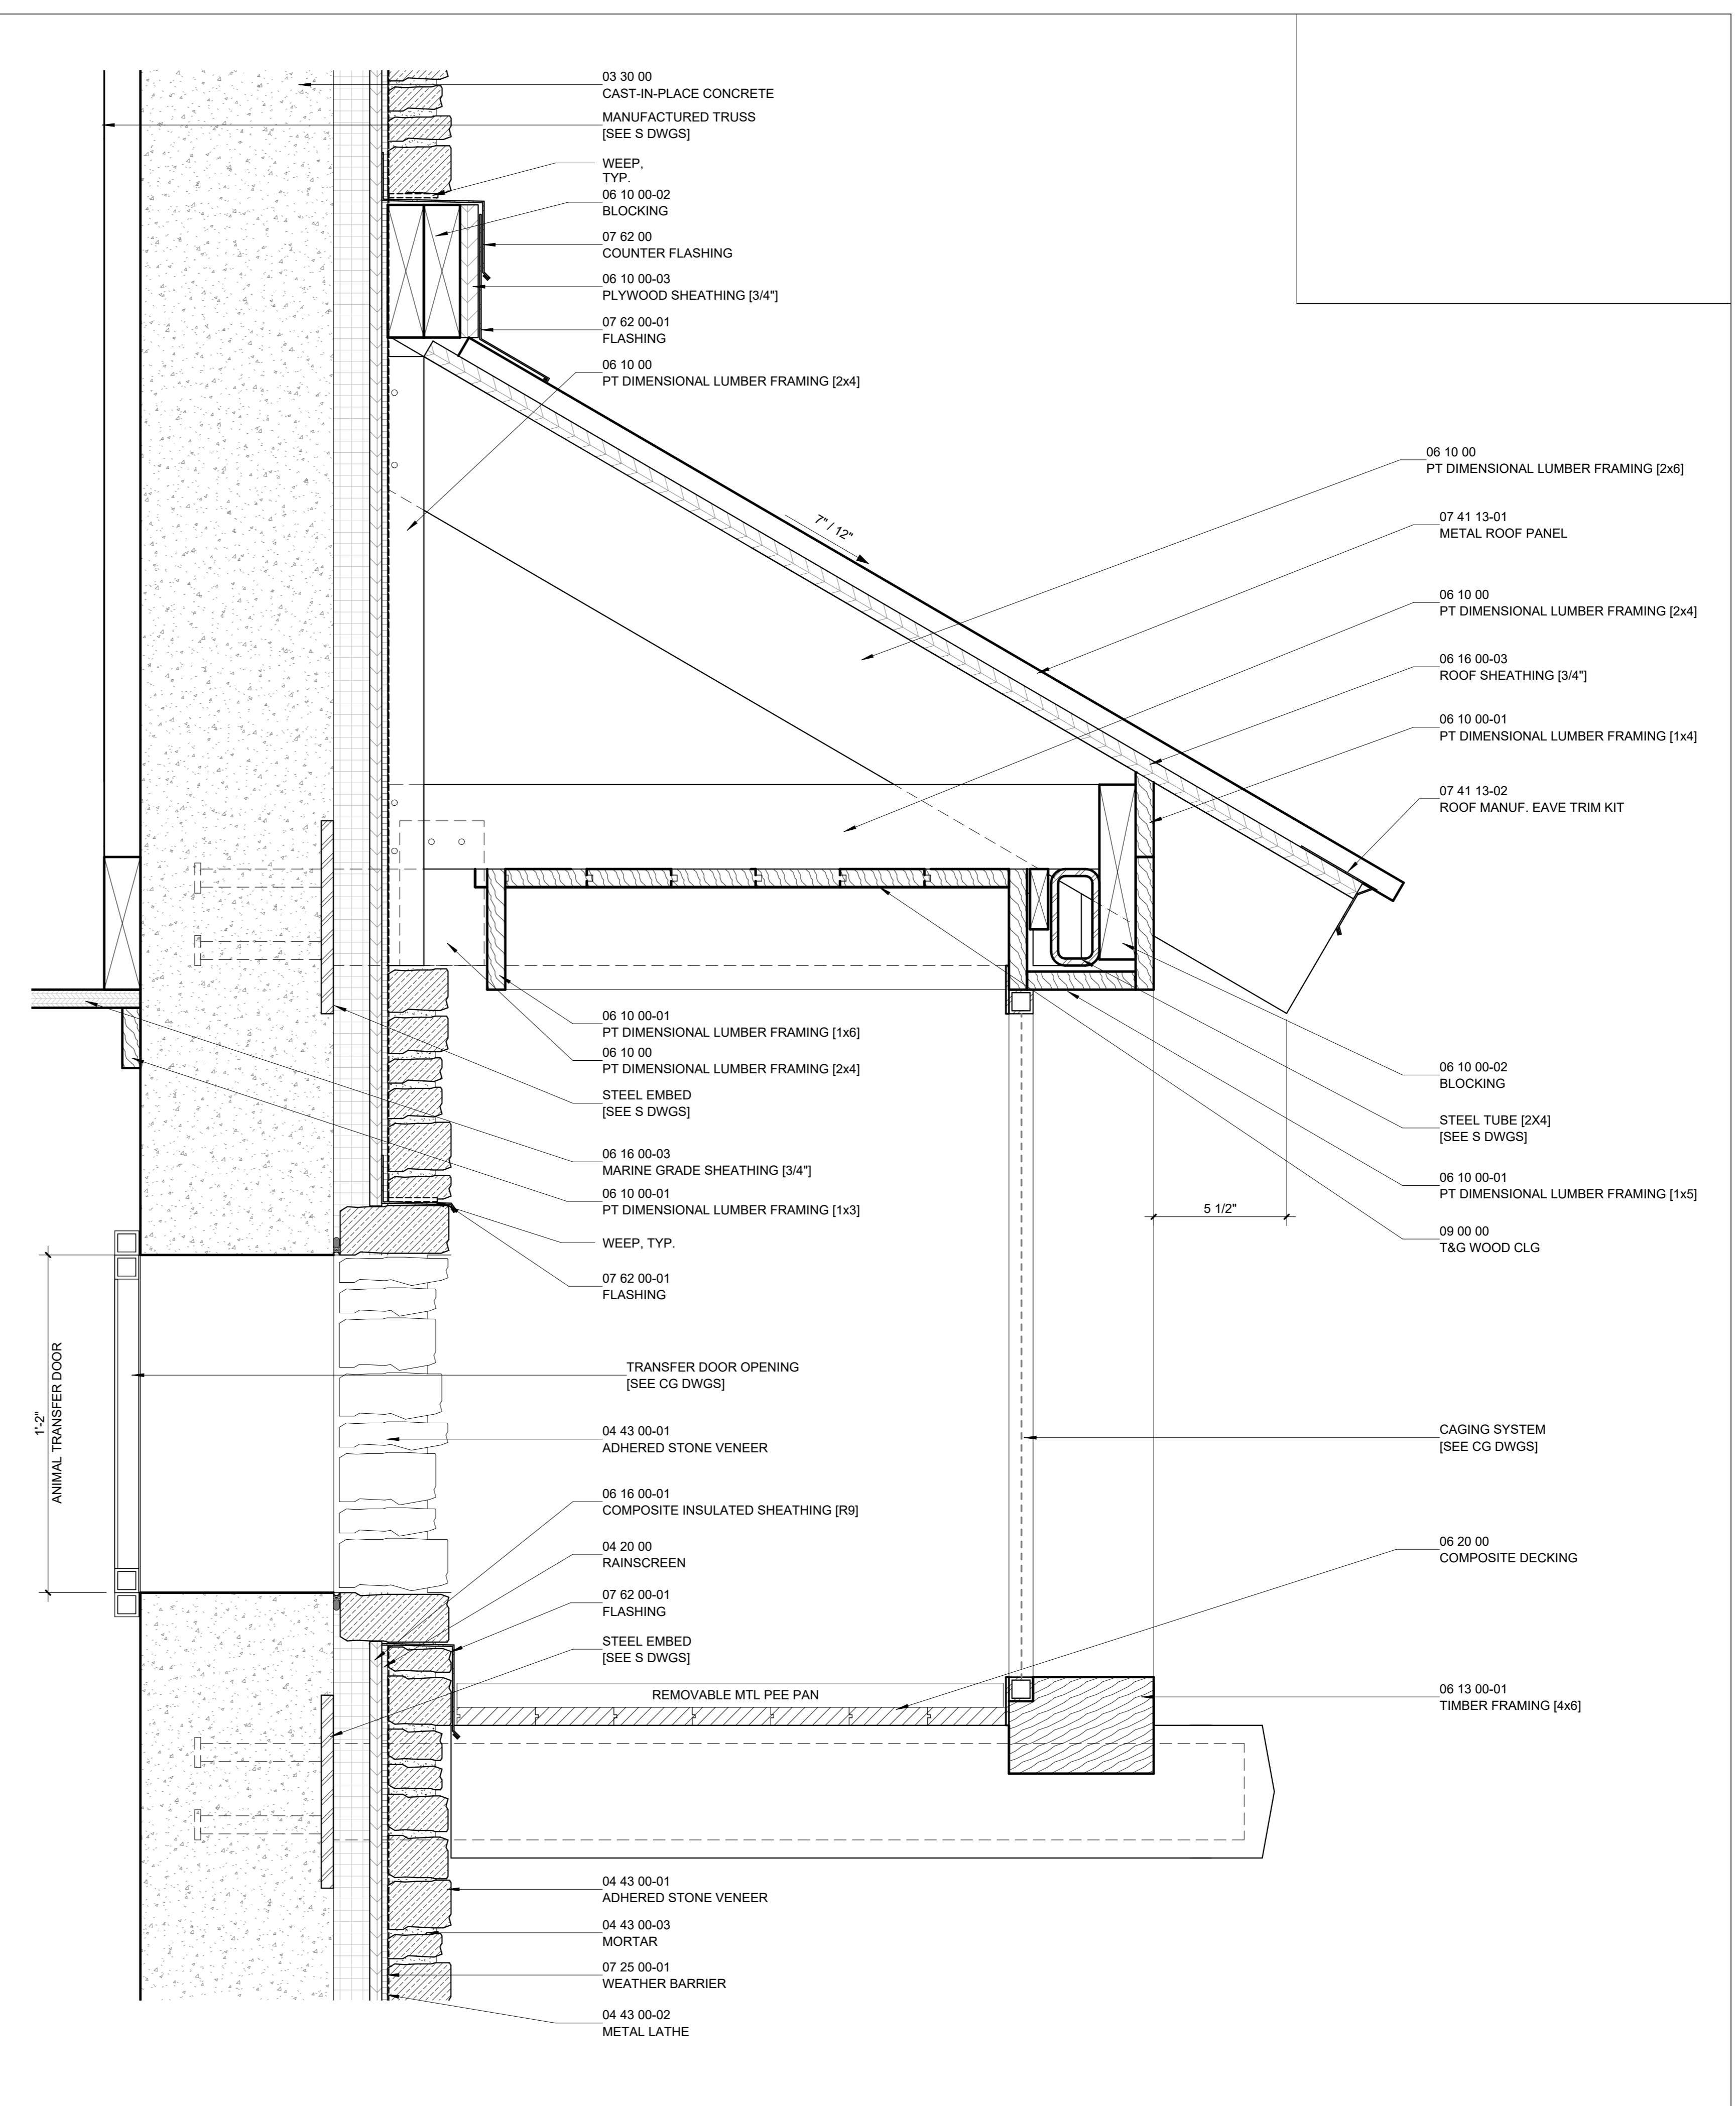 03 30 00
CAST-IN-PLACE CONCRETE
MANUFACTURED TRUSS
[SEE S DWGS]
WEEP,
TYP.
06 10 00-02
BLOCKING
07 62 00
COUNTER FLASHING
06 10 00-03
PLYWOOD SHEATHING [3/4"]
07 62 00-01
FLASHING
06 10 00
PT DIMENSIONAL LUMBER FRAMING [2x4]
7" / 12"
06 10 00
PT DIMENSIONAL LUMBER FRAMING [2x6]
07 41 13-01
METAL ROOF PANEL
06 10 00
PT DIMENSIONAL LUMBER FRAMING [2x4]
06 16 00-03
ROOF SHEATHING [3/4"]
06 10 00-01
PT DIMENSIONAL LUMBER FRAMING [1x4]
07 41 13-02
ROOF MANUF. EAVE TRIM KIT
06 10 00-01
PT DIMENSIONAL LUMBER FRAMING [1x6]
06 10 00
PT DIMENSIONAL LUMBER FRAMING [2x4]
STEEL EMBED
[SEE S DWGS]
06 16 00-03
MARINE GRADE SHEATHING [3/4"]
06 10 00-01
PT DIMENSIONAL LUMBER FRAMING [1x3]
WEEP, TYP.
07 62 00-01
FLASHING
06 10 00-02
BLOCKING
STEEL TUBE [2X4]
[SEE S DWGS]
06 10 00-01
PT DIMENSIONAL LUMBER FRAMING [1x5]
5 1/2"
09 00 00
T&G WOOD CLG
1'-2"
ANIMAL TRANSFER DOOR
TRANSFER DOOR OPENING
[SEE CG DWGS]
04 43 00-01
ADHERED STONE VENEER
CAGING SYSTEM
[SEE CG DWGS]
06 16 00-01
COMPOSITE INSULATED SHEATHING [R9]
04 20 00
RAINSCREEN
07 62 00-01
FLASHING
STEEL EMBED
[SEE S DWGS]
06 20 00
COMPOSITE DECKING
REMOVABLE MTL PEE PAN
06 13 00-01
TIMBER FRAMING [4x6]
04 43 00-01
ADHERED STONE VENEER
04 43 00-03
MORTAR
07 25 00-01
WEATHER BARRIER
04 43 00-02
METAL LATHE